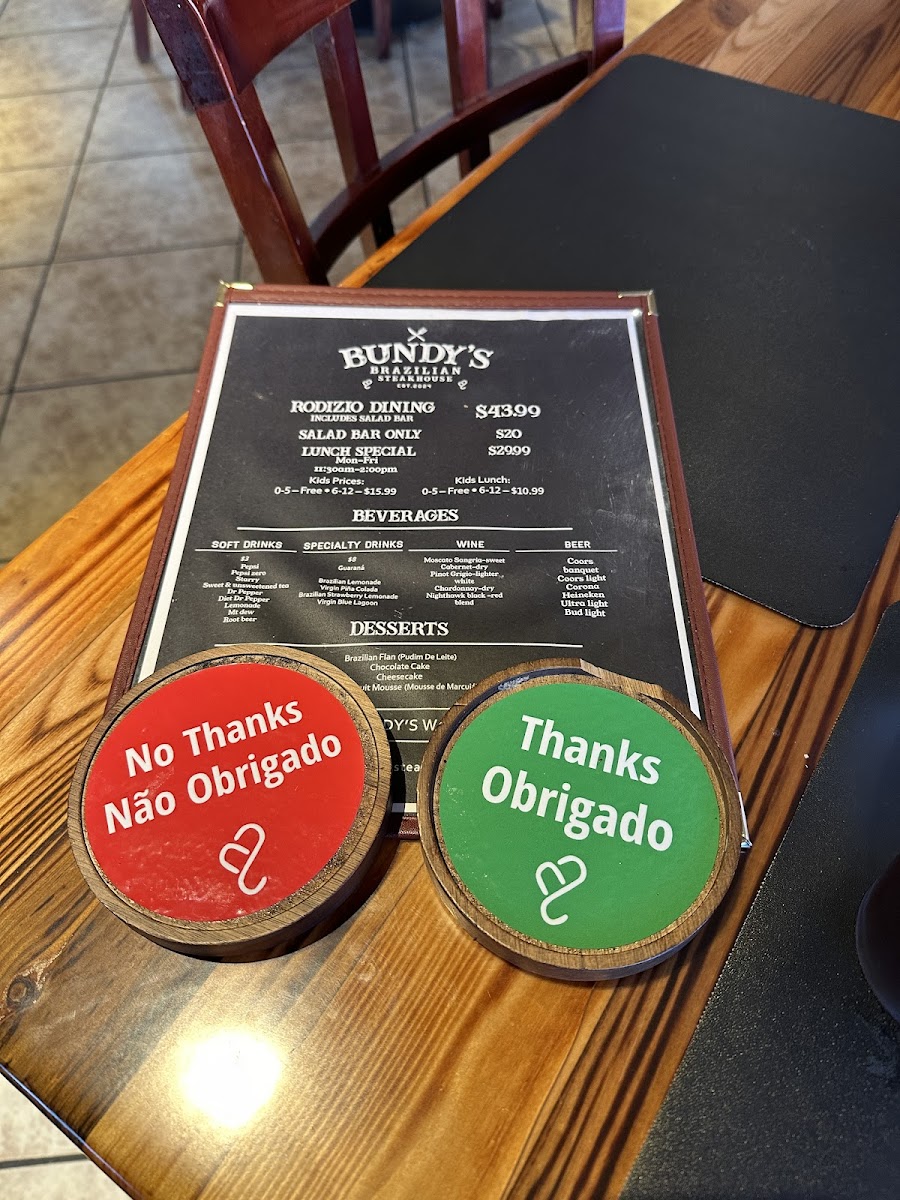 BUNDY'S
BRAZILIAN
STEAKHOUSE
EST.2024
RODIZIO DINING $43.99
INCLUDES SALAD BAR
SALAD BAR ONLY $20
LUNCH SPECIAL $29.99
Mon-Fri
11:30am-2:00pm
Kids Prices: Kids Lunch:
0-5 – Free • 6-12 – $15.99 0-5 – Free • 6-12 – $10.99
BEVERAGES
SOFT DRINKS
$3
Pepsi
Pepsi zero
Starry
Sweet & unsweetened tea
Dr Pepper
Diet Dr Pepper
Lemonade
Mt dew
Root beer
SPECIALTY DRINKS
$8
Guaraná
Brazilian Lemonade
Virgin Piña Colada
Brazilian Strawberry Lemonade
Virgin Blue Lagoon
WINE
Moscato Sangria-sweet
Cabernet-dry
Pinot Grigio-lighter
white
Chardonnay-dry
Nighthawk black -red
blend
BEER
Coors
banquet
Coors light
Corona
Heineken
Ultra light
Bud light
DESSERTS
Brazilian Flan (Pudim De Leite)
Chocolate Cake
Cheesecake
Mousse (Mousse de
No Thanks
Não Obrigado
Thanks
Obrigado